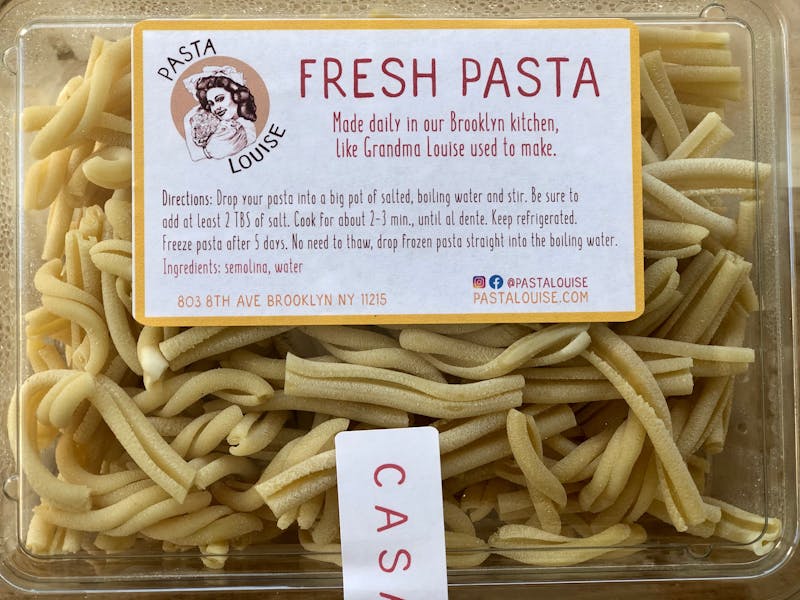 PASTA
LOUISE
FRESH PASTA
Made daily in our Brooklyn kitchen,
like Grandma Louise used to make.
Directions: Drop your pasta into a big pot of salted, boiling water and stir. Be sure to
add at least 2 TBS of salt. Cook for about 2-3 min., until al dente. Keep refrigerated.
Freeze pasta after 5 days. No need to thaw, drop frozen pasta straight into the boiling water.
Ingredients: semolina, water
@PASTALOUISE
803 8TH AVE BROOKLYN NY 11215
PASTALOUISE.COM
CASA